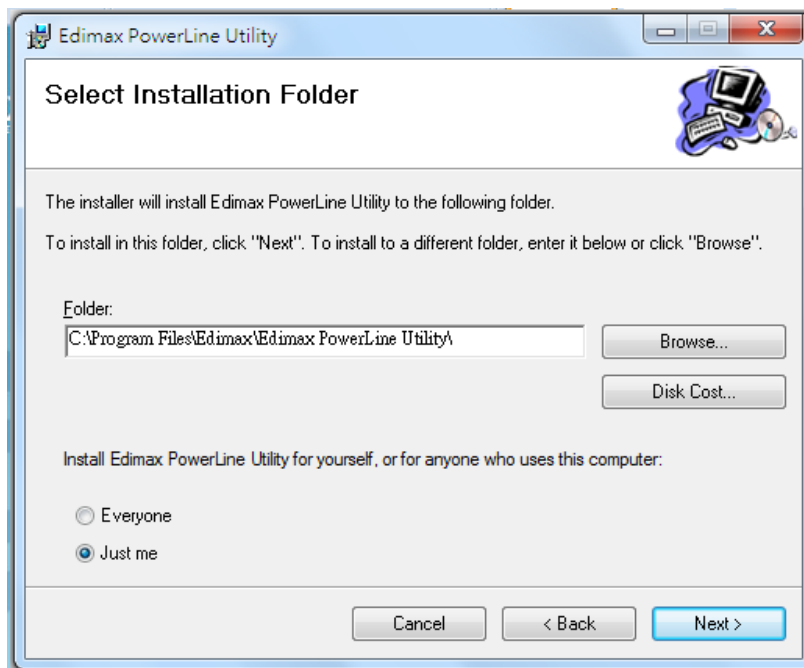 Edimax PowerLine Utility
Select Installation Folder
The installer will install Edimax PowerLine Utility to the following folder.
To install in this folder, click "Next". To install to a different folder, enter it below or click "Browse".
Folder:
C:\Program Files\Edimax\Edimax PowerLine Utility\
Browse...
Disk Cost...
Install Edimax PowerLine Utility for yourself, or for anyone who uses this computer:
Everyone
Just me
Cancel
< Back
Next >